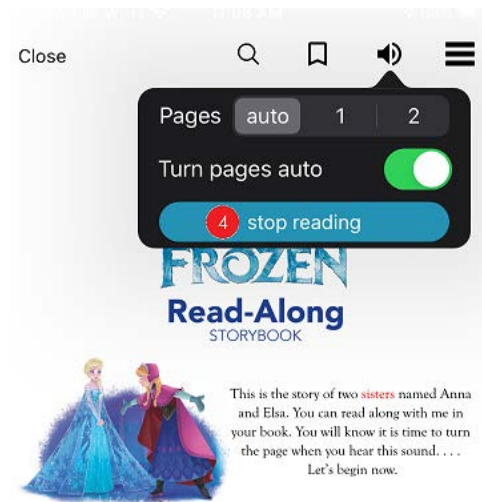 Close
Pages auto 1 2
Turn pages auto
4 stop reading
FROZEN
Read-Along
STORYBOOK
This is the story of two sisters named Anna
and Elsa. You can read along with me in
your book. You will know it is time to turn
the page when you hear this sound. . . .
Let's begin now.